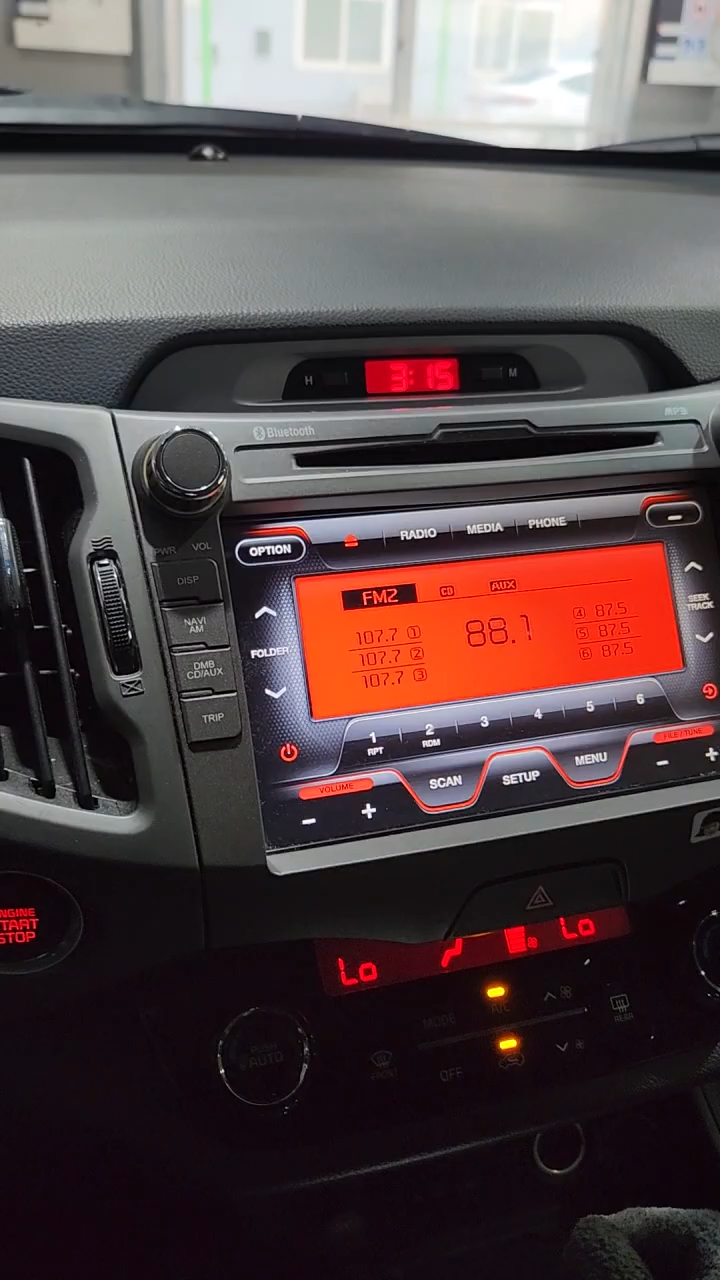 H 3:15 M
Bluetooth
MP3
PWR VOL
OPTION
RADIO MEDIA PHONE
DISP
NAVI
AM
DMB
CD/AUX
TRIP
FOLDER
FM2 CD AUX
107.7 1
107.7 2
107.7 3
88.1
4 87.5
5 87.5
6 87.5
SEEK
TRACK
1 2 3 4 5 6
RPT RDM
VOLUME
- +
SCAN SETUP MENU
FILE/TUNE
- +
ENGINE
START
STOP
Lo Lo
A/C
MODE
PUSH
AUTO
FRONT
OFF
REAR